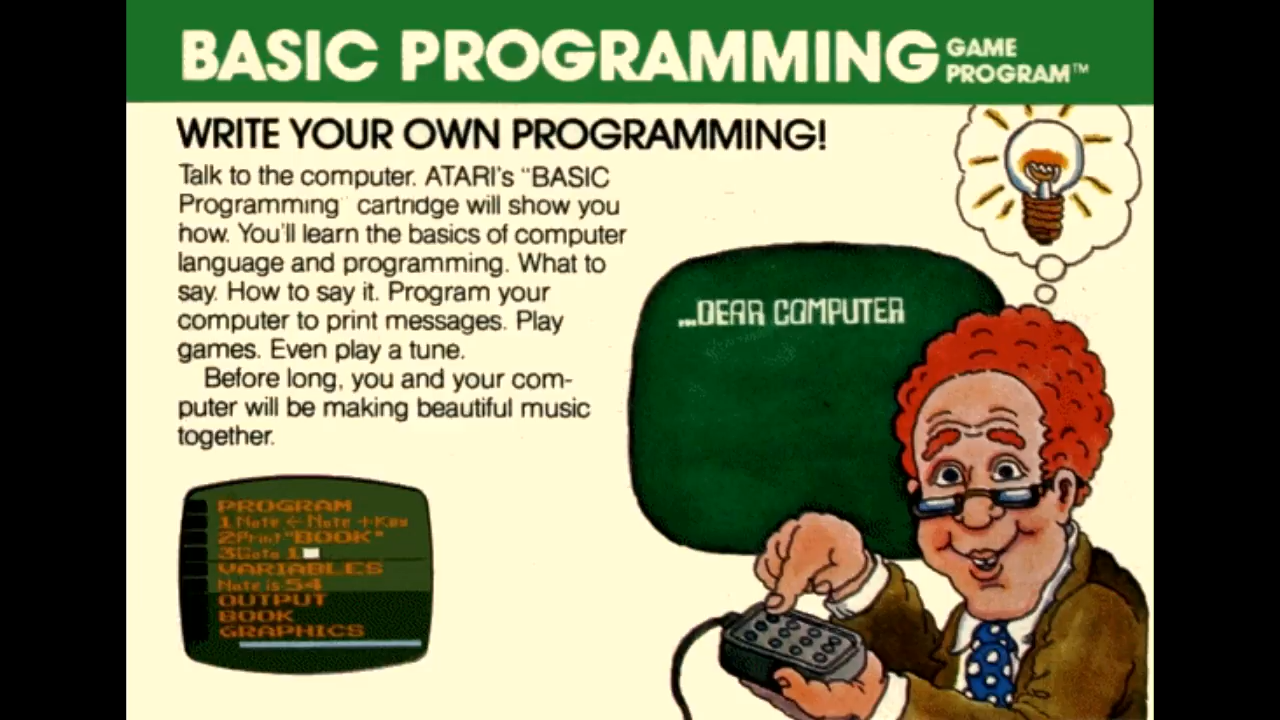 BASIC PROGRAMMING GAME PROGRAM™
WRITE YOUR OWN PROGRAMMING!
Talk to the computer. ATARI's "BASIC
Programming" cartridge will show you
how. You'll learn the basics of computer
language and programming. What to
say. How to say it. Program your
computer to print messages. Play
games. Even play a tune.
Before long, you and your com-
puter will be making beautiful music
together.
...DEAR COMPUTER
PROGRAM
1 Note ← Note +Key
2 Print "BOOK"
3 Goto 1
VARIABLES
Note is 54
OUTPUT
BOOK
GRAPHICS